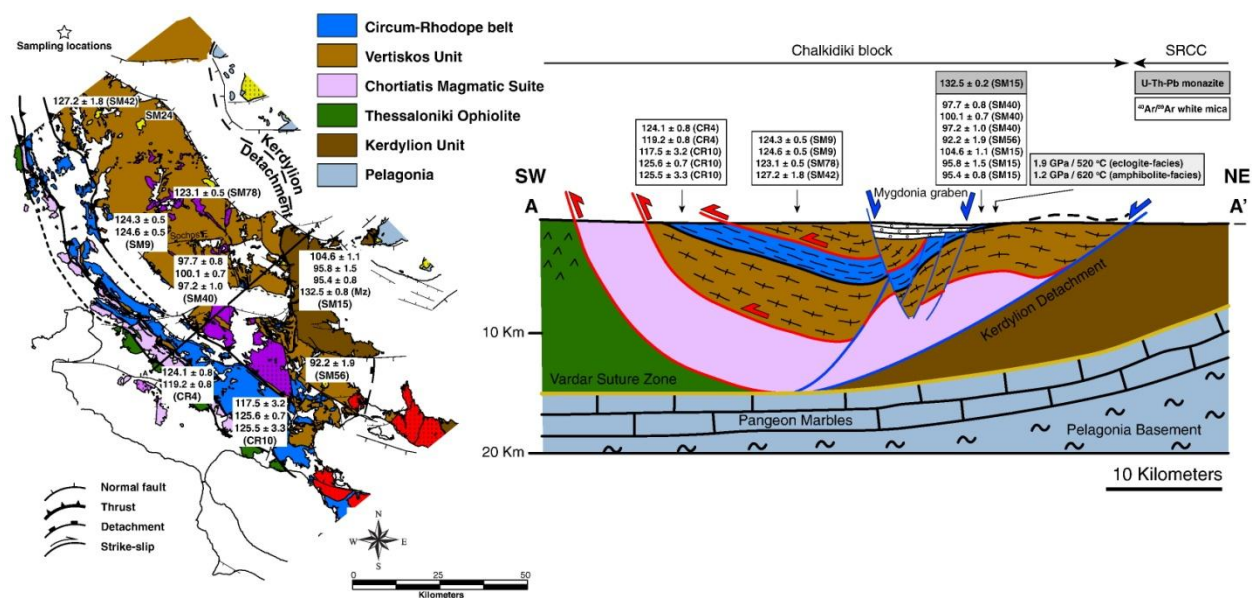 Sampling locations
127.2 ± 1.8 (SM42)
SM24
Kerdylion
Detachment
123.1 ± 0.5 (SM78)
124.3 ± 0.5
124.6 ± 0.5
(SM9)
97.7 ± 0.8
100.1 ± 0.7
97.2 ± 1.0
(SM40)
104.6 ± 1.1
95.8 ± 1.5
95.4 ± 0.8
132.5 ± 0.8 (Mz)
(SM15)
92.2 ± 1.9
(SM56)
124.1 ± 0.8
119.2 ± 0.8
(CR4)
117.5 ± 3.2
125.6 ± 0.7
125.5 ± 3.3
(CR10)
Normal fault
Thrust
Detachment
Strike-slip
N
W E
S
0 25 50
Kilometers
Circum-Rhodope belt
Vertiskos Unit
Chortiatis Magmatic Suite
Thessaloniki Ophiolite
Kerdylion Unit
Pelagonia
Chalkidiki block
SRCC
U-Th-Pb monazite
⁴⁰Ar/³⁹Ar white mica
132.5 ± 0.2 (SM15)
97.7 ± 0.8 (SM40)
100.1 ± 0.7 (SM40)
97.2 ± 1.0 (SM40)
92.2 ± 1.9 (SM56)
104.6 ± 1.1 (SM15)
95.8 ± 1.5 (SM15)
95.4 ± 0.8 (SM15)
124.1 ± 0.8 (CR4)
119.2 ± 0.8 (CR4)
117.5 ± 3.2 (CR10)
125.6 ± 0.7 (CR10)
125.5 ± 3.3 (CR10)
124.3 ± 0.5 (SM9)
124.6 ± 0.5 (SM9)
123.1 ± 0.5 (SM78)
127.2 ± 1.8 (SM42)
1.9 GPa / 520 °C (eclogite-facies)
1.2 GPa / 620 °C (amphibolite-facies)
SW
A
Mygdonia graben
NE
A'
10 Km
20 Km
Vardar Suture Zone
Kerdylion Detachment
Pangeon Marbles
Pelagonia Basement
10 Kilometers